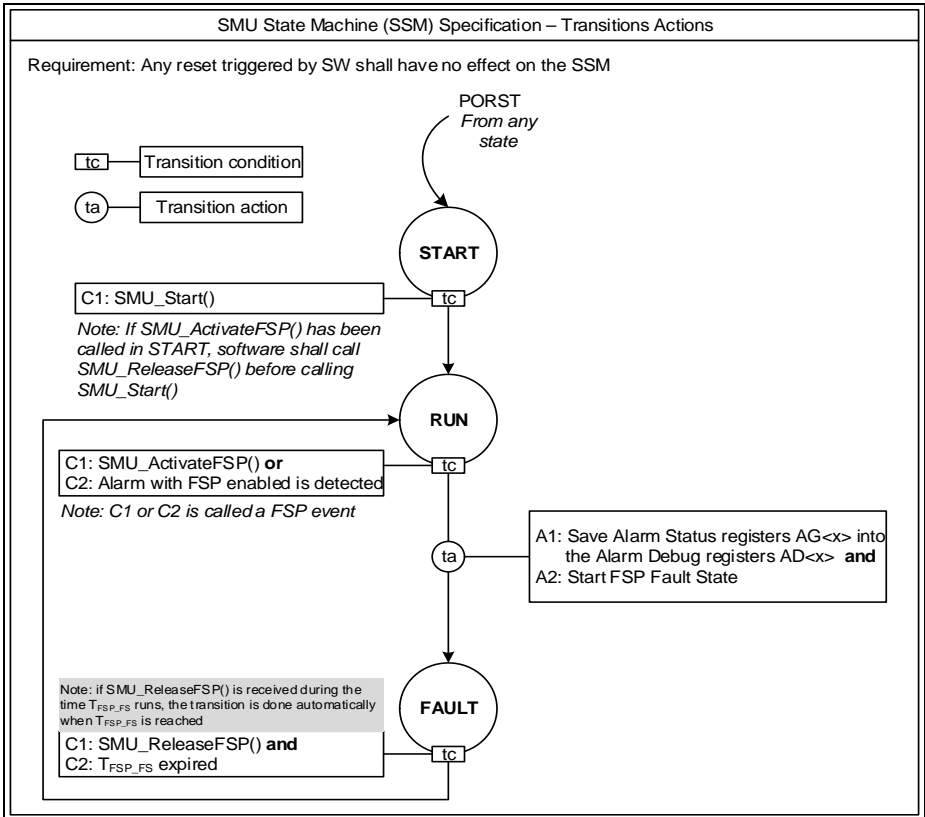 SMU State Machine (SSM) Specification – Transitions Actions
Requirement: Any reset triggered by SW shall have no effect on the SSM
PORST
From any
state
tc
Transition condition
ta
Transition action
START
C1: SMU_Start()
tc
Note: If SMU_ActivateFSP() has been
called in START, software shall call
SMU_ReleaseFSP() before calling
SMU_Start()
RUN
C1: SMU_ActivateFSP() or
C2: Alarm with FSP enabled is detected
tc
Note: C1 or C2 is called a FSP event
ta
A1: Save Alarm Status registers AG<x> into
the Alarm Debug registers AD<x> and
A2: Start FSP Fault State
Note: if SMU_ReleaseFSP() is received during the
time TFSP_FS runs, the transition is done automatically
when TFSP_FS is reached
FAULT
C1: SMU_ReleaseFSP() and
C2: TFSP_FS expired
tc